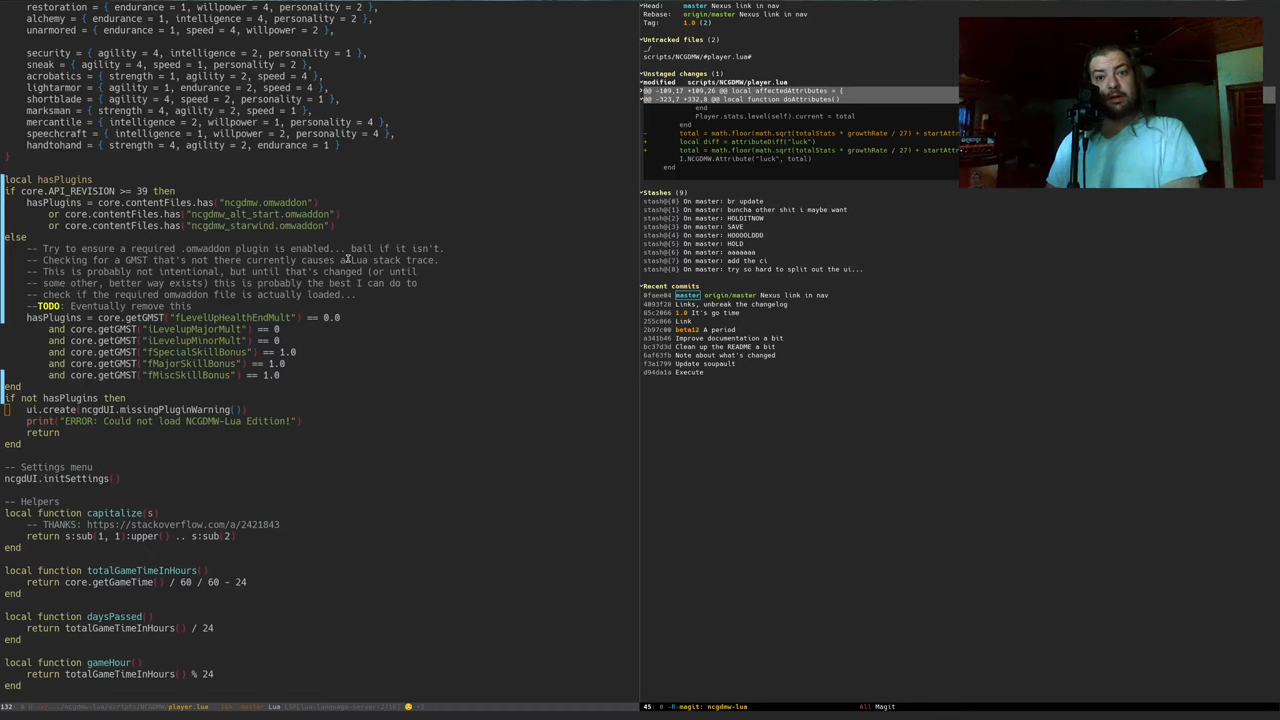 restoration = { endurance = 1, willpower = 4, personality = 2 },
alchemy = { endurance = 1, intelligence = 4, personality = 2 },
unarmored = { endurance = 1, speed = 4, willpower = 2 },
security = { agility = 4, intelligence = 2, personality = 1 },
sneak = { agility = 4, speed = 1, personality = 2 },
acrobatics = { strength = 1, agility = 2, speed = 4 },
lightarmor = { endurance = 1, agility = 2, speed = 4 },
shortblade = { agility = 4, speed = 2, personality = 1 },
marksman = { strength = 2, agility = 4, speed = 1 },
mercantile = { intelligence = 2, willpower = 1, personality = 4 },
speechcraft = { intelligence = 1, willpower = 2, personality = 4 },
handtohand = { strength = 4, agility = 2, endurance = 1 }
}
local hasPlugins
if core.API_REVISION >= 39 then
hasPlugins = core.contentFiles.has("ncgdmw.omwaddon")
or core.contentFiles.has("ncgdmw_alt_start.omwaddon")
or core.contentFiles.has("ncgdmw_starwind.omwaddon")
else
-- Try to ensure a required .omwaddon plugin is enabled... bail if it isn't.
-- Checking for a GMST that's not there currently causes a Lua stack trace.
-- This is probably not intentional, but until that's changed (or until
-- some other, better way exists) this is probably the best I can do to
-- check if the required omwaddon file is actually loaded...
--TODO: Eventually remove this
hasPlugins = core.getGMST("fLevelUpHealthEndMult") == 0.0
and core.getGMST("iLevelupMajorMult") == 0
and core.getGMST("iLevelupMinorMult") == 0
and core.getGMST("fSpecialSkillBonus") == 1.0
and core.getGMST("fMajorSkillBonus") == 1.0
and core.getGMST("fMiscSkillBonus") == 1.0
end
if not hasPlugins then
ui.create(ncgdUI.missingPluginWarning())
print("ERROR: Could not load NCGDMW-Lua Edition!")
return
end
-- Settings menu
ncgdUI.initSettings()
-- Helpers
local function capitalize(s)
-- THANKS: https://stackoverflow.com/a/2421843
return s:sub(1, 1):upper() .. s:sub(2)
end
local function totalGameTimeInHours()
return core.getGameTime() / 60 / 60 - 24
end
local function daysPassed()
return totalGameTimeInHours() / 24
end
local function gameHour()
return totalGameTimeInHours() % 24
end
player.lua 16% master Lua
Head: master Nexus link in nav
Rebase: origin/master Nexus link in nav
Tag: 1.0 (2)
Untracked files (2)
_/
scripts/NCGDMW/#player.lua#
Unstaged changes (1)
modified scripts/NCGDMW/player.lua
@@ -109,17 +109,26 @@ local affectedAttributes = {
@@ -323,7 +332,8 @@ local function doAttributes()
end
Player.stats.level(self).current = total
end
- total = math.floor(math.sqrt(totalStats * growthRate / 27) + startAttr
+ local diff = attributeDiff("luck")
+ total = math.floor(math.sqrt(totalStats * growthRate / 27) + startAttr
I.NCGDMW.Attribute("luck", total)
end
Stashes (9)
stash@{0} On master: br update
stash@{1} On master: buncha other shit i maybe want
stash@{2} On master: HOLDITNOW
stash@{3} On master: SAVE
stash@{4} On master: HOOOOLDDD
stash@{5} On master: HOLD
stash@{6} On master: aaaaaaa
stash@{7} On master: add the ci
stash@{8} On master: try so hard to split out the ui...
Recent commits
0faee04 master origin/master Nexus link in nav
4093f28 Links, unbreak the changelog
85c2066 1.0 It's go time
255c866 Link
2b97c00 beta12 A period
a341b46 Improve documentation a bit
bc37d3d Clean up the README a bit
6af63fb Note about what's changed
f3a1799 Update soupault
d94da1a Execute
magit: ncgdmw-lua All Magit